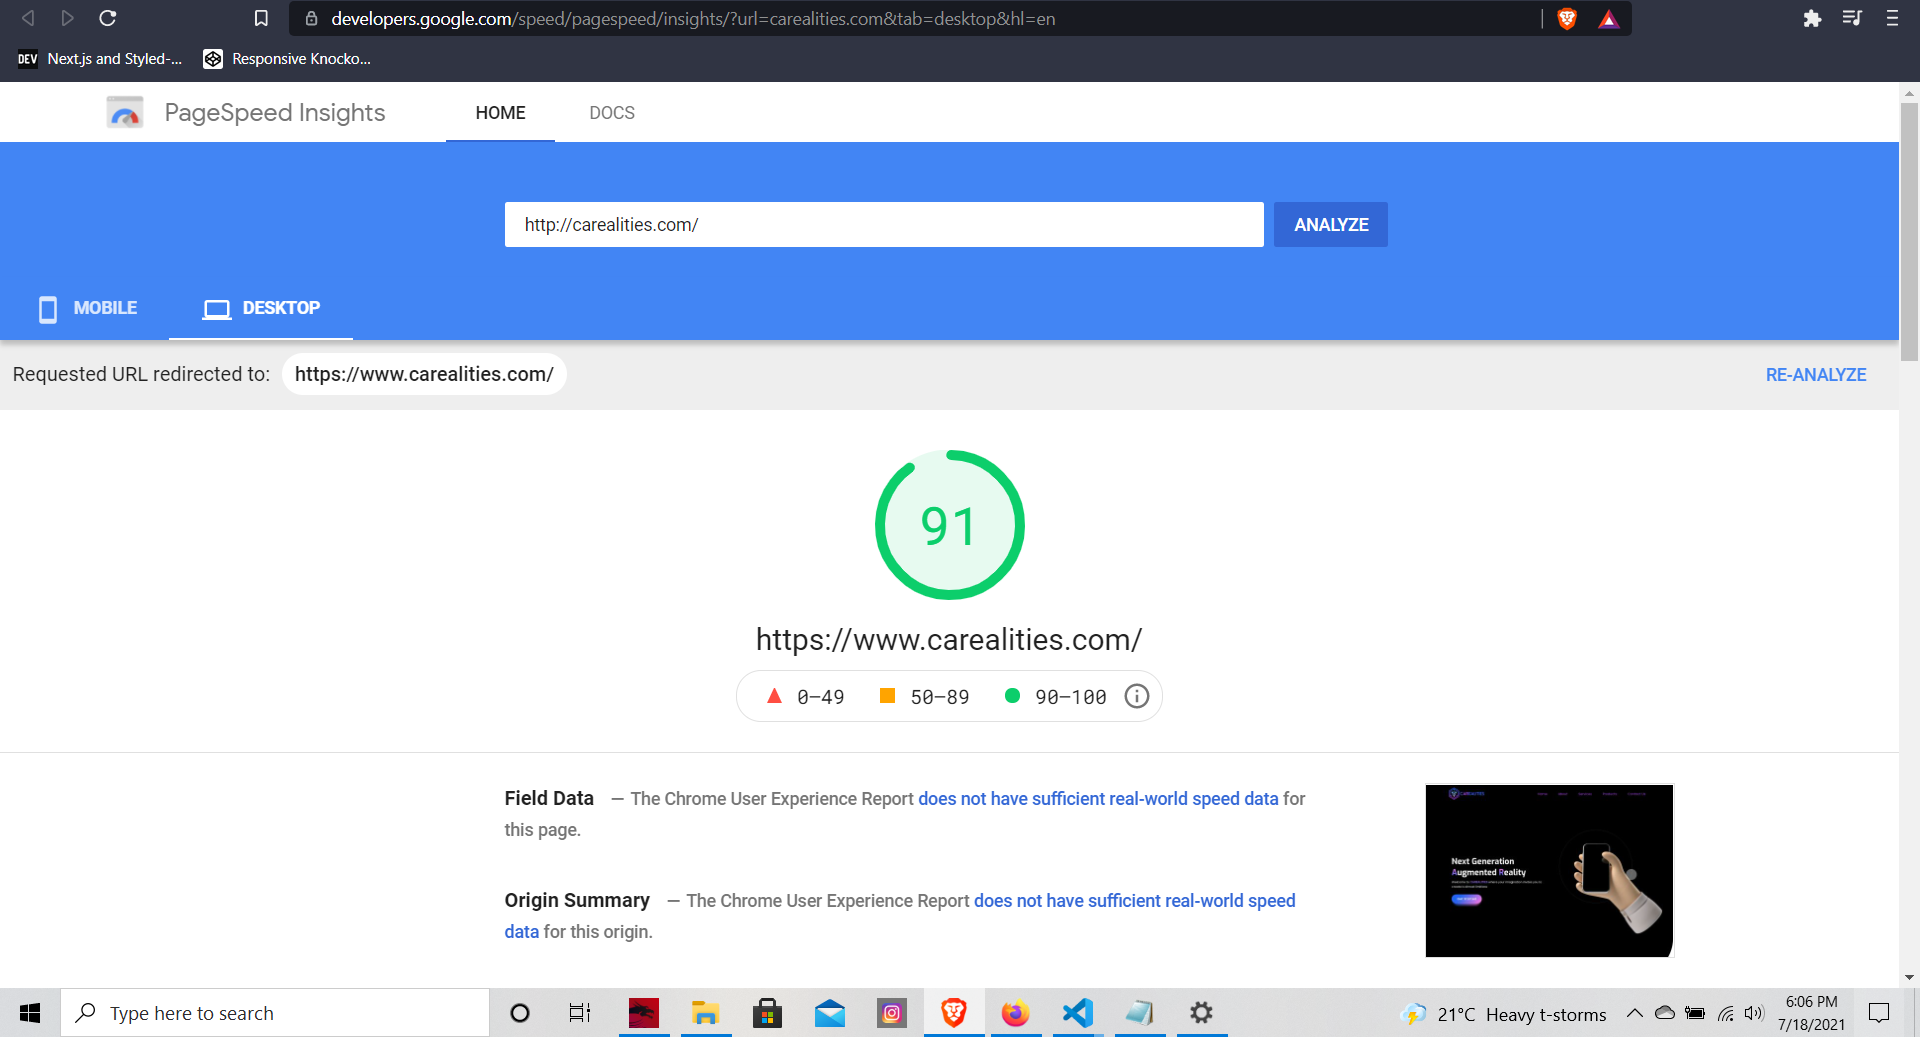 developers.google.com/speed/pagespeed/insights/?url=carealities.com&tab=desktop&hl=en
DEV Next.js and Styled-... Responsive Knocko...
PageSpeed Insights HOME DOCS
http://carealities.com/ ANALYZE
MOBILE DESKTOP
Requested URL redirected to: https://www.carealities.com/ RE-ANALYZE
91
https://www.carealities.com/
0–49 50–89 90–100
Field Data — The Chrome User Experience Report does not have sufficient real-world speed data for
this page.
Origin Summary — The Chrome User Experience Report does not have sufficient real-world speed
data for this origin.
Next Generation
Augmented Reality
Type here to search
21°C Heavy t-storms
6:06 PM
7/18/2021